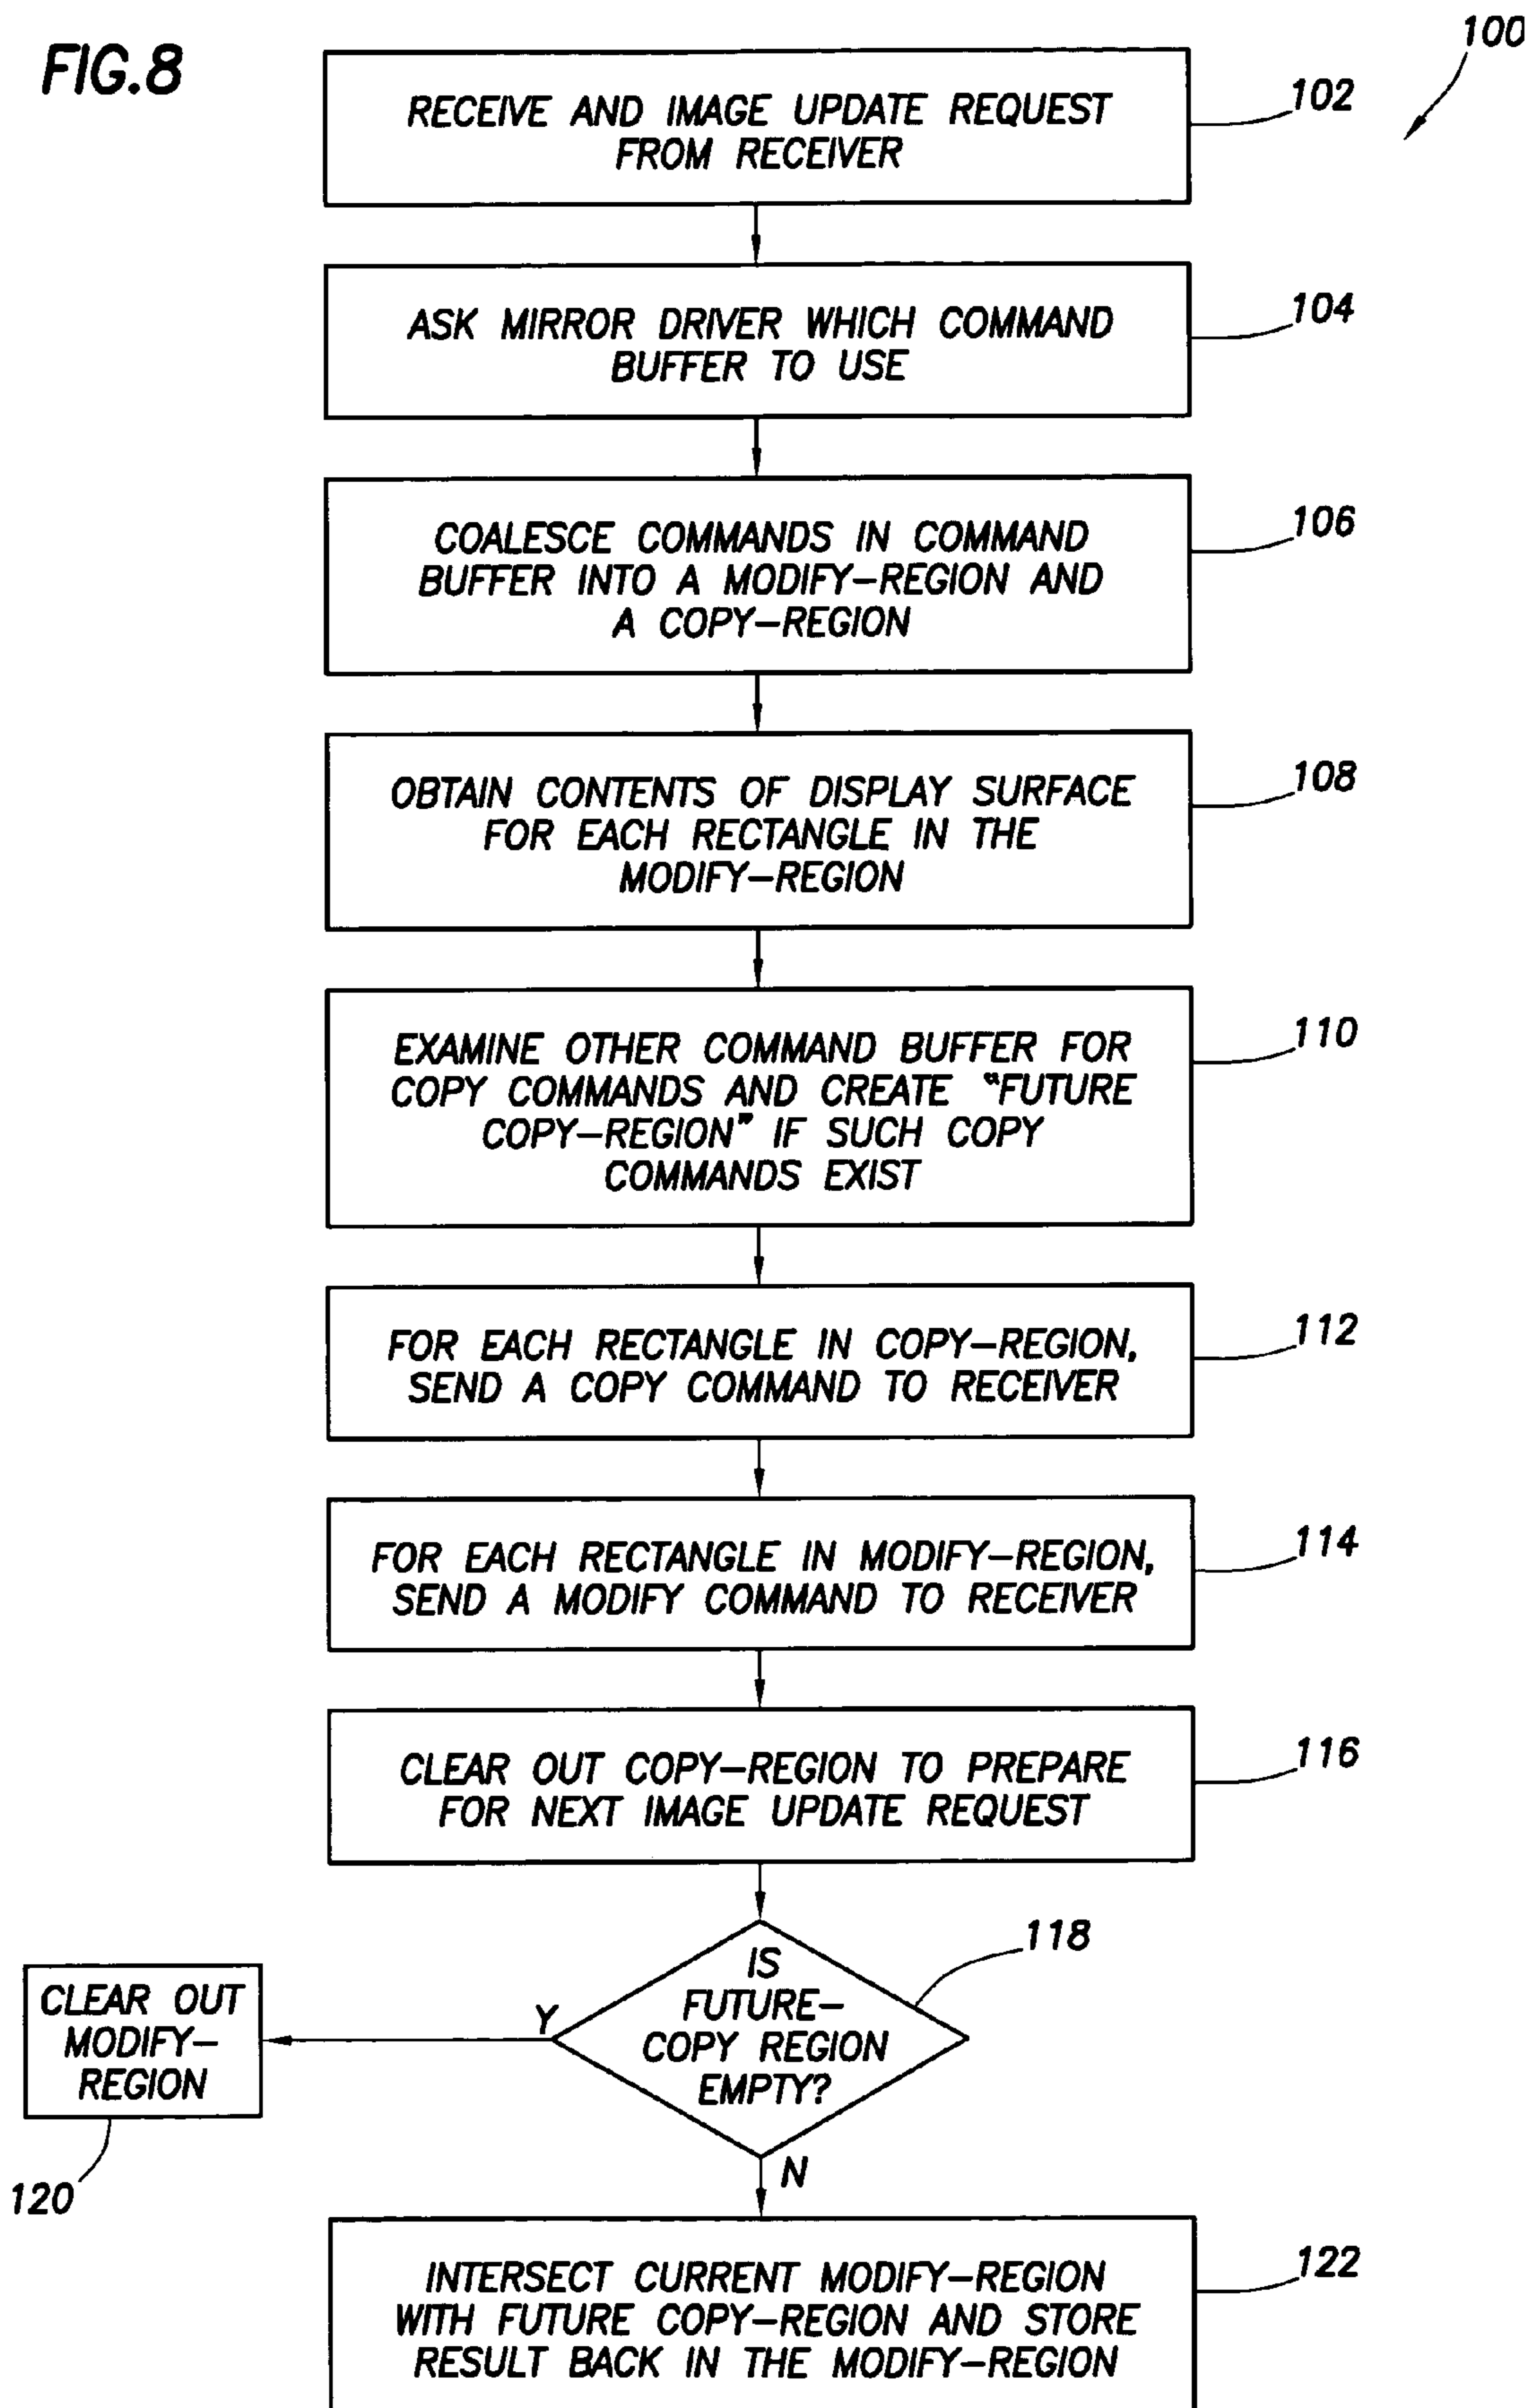 FIG.8
100
RECEIVE AND IMAGE UPDATE REQUEST
FROM RECEIVER
102
ASK MIRROR DRIVER WHICH COMMAND
BUFFER TO USE
104
COALESCE COMMANDS IN COMMAND
BUFFER INTO A MODIFY-REGION AND
A COPY-REGION
106
OBTAIN CONTENTS OF DISPLAY SURFACE
FOR EACH RECTANGLE IN THE
MODIFY-REGION
108
EXAMINE OTHER COMMAND BUFFER FOR
COPY COMMANDS AND CREATE "FUTURE
COPY-REGION" IF SUCH COPY
COMMANDS EXIST
110
FOR EACH RECTANGLE IN COPY-REGION,
SEND A COPY COMMAND TO RECEIVER
112
FOR EACH RECTANGLE IN MODIFY-REGION,
SEND A MODIFY COMMAND TO RECEIVER
114
CLEAR OUT COPY-REGION TO PREPARE
FOR NEXT IMAGE UPDATE REQUEST
116
IS
FUTURE-
COPY REGION
EMPTY?
118
Y
CLEAR OUT
MODIFY-
REGION
120
N
INTERSECT CURRENT MODIFY-REGION
WITH FUTURE COPY-REGION AND STORE
RESULT BACK IN THE MODIFY-REGION
122